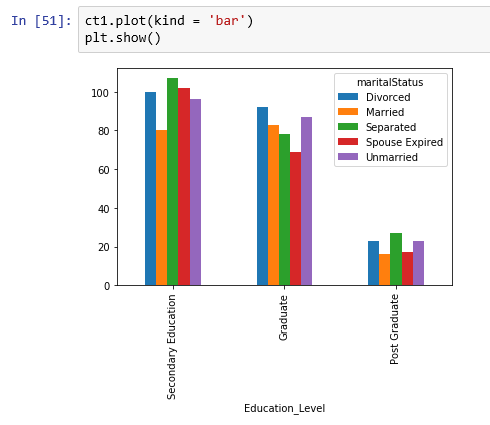 In [51]: ct1.plot(kind = 'bar')
plt.show()
maritalStatus
Divorced
Married
Separated
Spouse Expired
Unmarried
100
80
60
40
20
0
Secondary Education
Graduate
Post Graduate
Education_Level